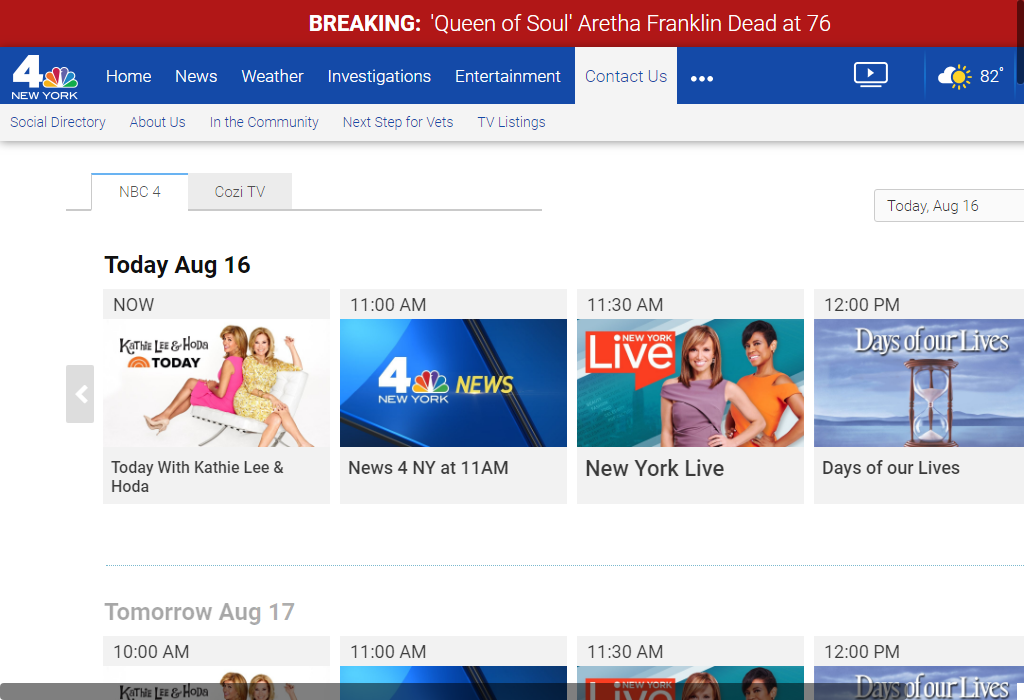 BREAKING: 'Queen of Soul' Aretha Franklin Dead at 76
4
NEW YORK
Home News Weather Investigations Entertainment Contact Us •••
82°
Social Directory About Us In the Community Next Step for Vets TV Listings
NBC 4 Cozi TV
Today, Aug 16
Today Aug 16
NOW 11:00 AM 11:30 AM 12:00 PM
KATHIE LEE & HODA
TODAY
4 NEWS
NEW YORK
NEW YORK
Live
Days of our Lives
Today With Kathie Lee &
Hoda
News 4 NY at 11AM
New York Live
Days of our Lives
Tomorrow Aug 17
10:00 AM 11:00 AM 11:30 AM 12:00 PM
KATHIE LEE & HODA
NEW YORK
Live
Days of our Lives